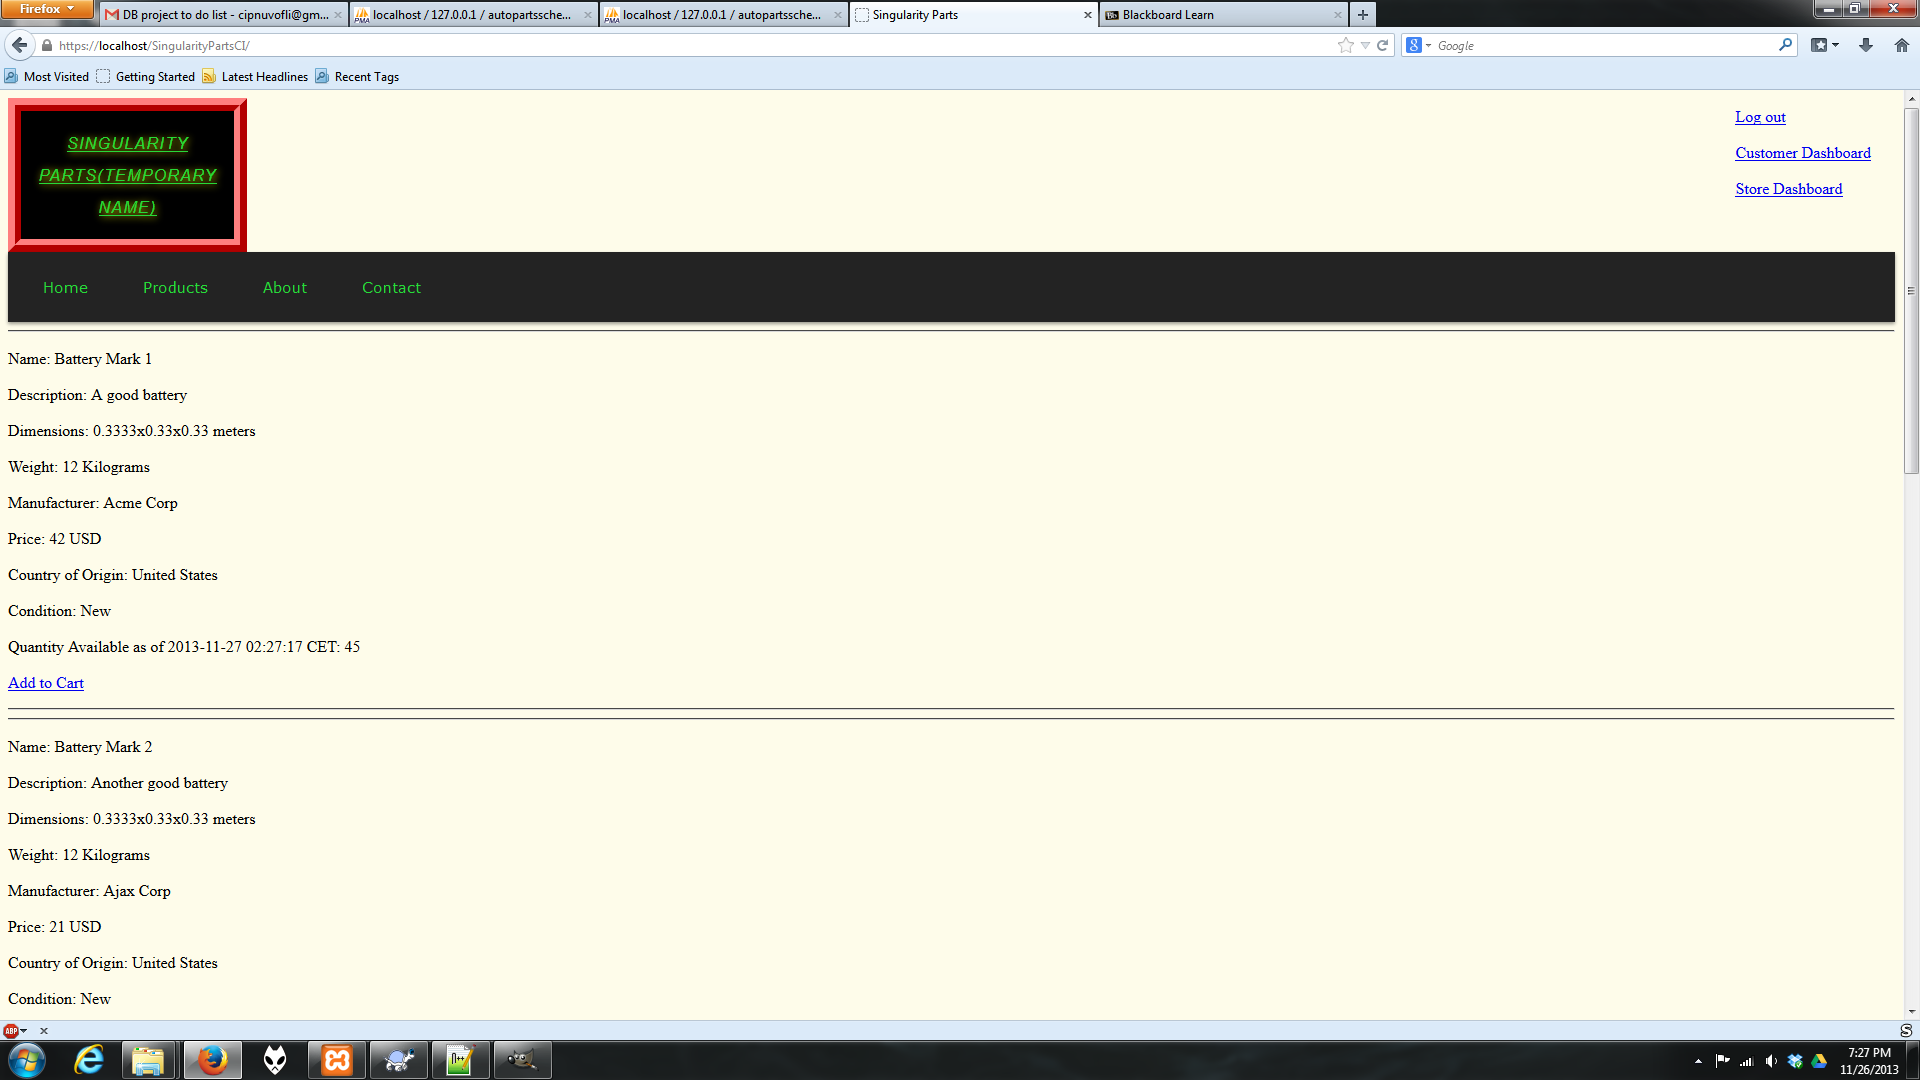 Firefox
DB project to do list - cipnuvofli@gm...
localhost / 127.0.0.1 / autopartssche...
localhost / 127.0.0.1 / autopartssche...
Singularity Parts
Blackboard Learn
https://localhost/SingularityPartsCI/
Google
Most Visited
Getting Started
Latest Headlines
Recent Tags
SINGULARITY
PARTS(TEMPORARY
NAME)
Log out
Customer Dashboard
Store Dashboard
Home
Products
About
Contact
Name: Battery Mark 1
Description: A good battery
Dimensions: 0.3333x0.33x0.33 meters
Weight: 12 Kilograms
Manufacturer: Acme Corp
Price: 42 USD
Country of Origin: United States
Condition: New
Quantity Available as of 2013-11-27 02:27:17 CET: 45
Add to Cart
Name: Battery Mark 2
Description: Another good battery
Dimensions: 0.3333x0.33x0.33 meters
Weight: 12 Kilograms
Manufacturer: Ajax Corp
Price: 21 USD
Country of Origin: United States
Condition: New
ABP
7:27 PM
11/26/2013